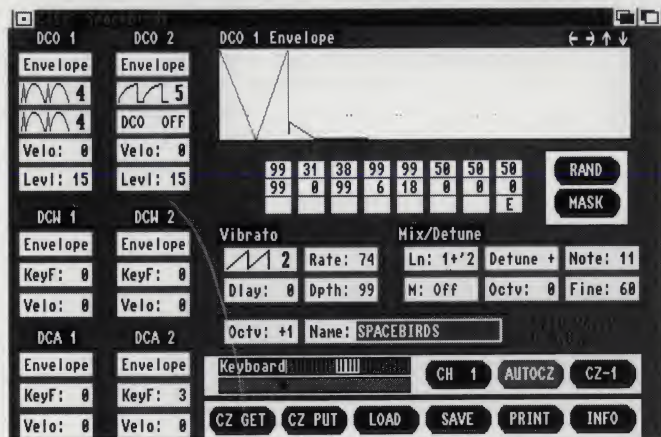 DCO 1 DCO 2 DCO 1 Envelope ← → ↑ ↓
Envelope Envelope
4 5
4 DCO OFF
Velo: 0 Velo: 0
Levl: 15 Levl: 15
99 31 38 99 99 50 50 50 RAND
99 0 99 6 18 0 0 0
E MASK
DCW 1 DCW 2
Vibrato Mix/Detune
Envelope Envelope
2 Rate: 74 Ln: 1+'2 Detune + Note: 11
KeyF: 0 KeyF: 0
Dlay: 0 Dpth: 99 M: Off Octv: 0 Fine: 60
Velo: 0 Velo: 0
Octv: +1 Name: SPACEBIRDS
DCA 1 DCA 2
Envelope Envelope Keyboard
CH 1 AUTOCZ CZ-1
KeyF: 0 KeyF: 3
Velo: 0 Velo: 0 CZ GET CZ PUT LOAD SAVE PRINT INFO